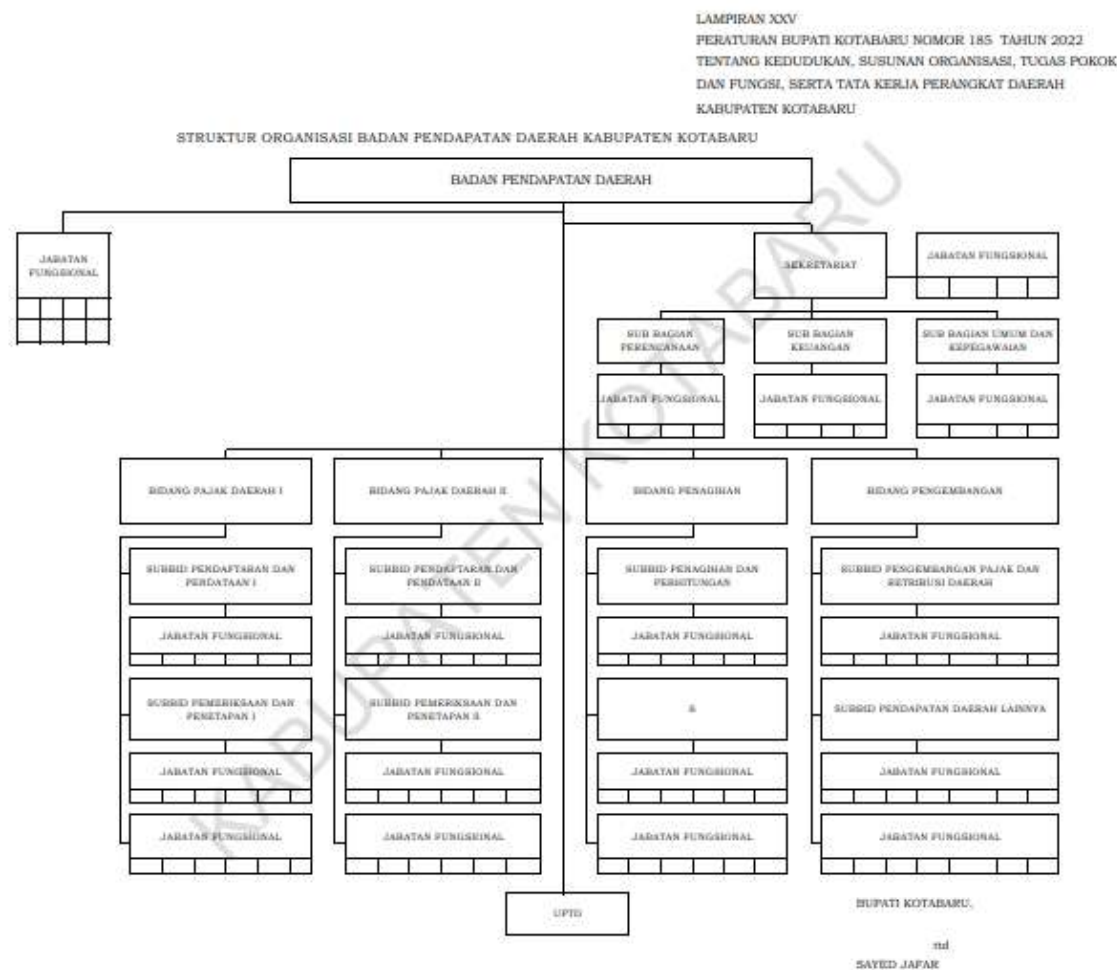 LAMPIRAN XXV
PERATURAN BUPATI KOTABARU NOMOR 185 TAHUN 2022
TENTANG KEDUDUKAN, SUSUNAN ORGANISASI, TUGAS POKOK
DAN FUNGSI, SERTA TATA KERJA PERANGKAT DAERAH
KABUPATEN KOTABARU
STRUKTUR ORGANISASI BADAN PENDAPATAN DAERAH KABUPATEN KOTABARU
BADAN PENDAPATAN DAERAH
JABATAN
FUNGSIONAL
SEKRETARIAT
JABATAN FUNGSIONAL
SUB BAGIAN
PERENCANAAN
SUB BAGIAN
KEUANGAN
SUB BAGIAN UMUM DAN
KEPEGAWAIAN
JABATAN FUNGSIONAL
JABATAN FUNGSIONAL
JABATAN FUNGSIONAL
BIDANG PAJAK DAERAH I
BIDANG PAJAK DAERAH II
BIDANG PENAGIHAN
BIDANG PENGEMBANGAN
SUBBID PENDAFTARAN DAN
PENDATAAN I
SUBBID PENDAFTARAN DAN
PENDATAAN II
SUBBID PENAGIHAN DAN
PERHITUNGAN
SUBBID PENGEMBANGAN PAJAK DAN
RETRIBUSI DAERAH
JABATAN FUNGSIONAL
JABATAN FUNGSIONAL
JABATAN FUNGSIONAL
JABATAN FUNGSIONAL
SUBBID PEMERIKSAAN DAN
PENETAPAN I
SUBBID PEMERIKSAAN DAN
PENETAPAN II
SUBBID PENDAPATAN DAERAH LAINNYA
JABATAN FUNGSIONAL
JABATAN FUNGSIONAL
JABATAN FUNGSIONAL
JABATAN FUNGSIONAL
JABATAN FUNGSIONAL
JABATAN FUNGSIONAL
JABATAN FUNGSIONAL
JABATAN FUNGSIONAL
UPTD
BUPATI KOTABARU,
ttd
SAYED JAFAR
KABUPATEN KOTABARU